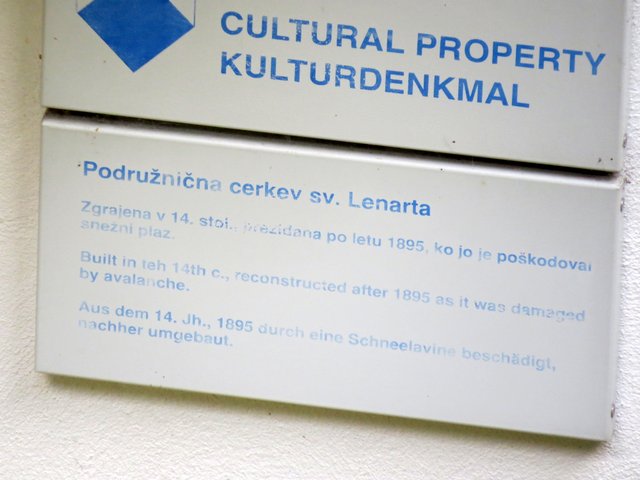 CULTURAL PROPERTY
KULTURDENKMAL
Podružnična cerkev sv. Lenarta
Zgrajena v 14. stol., prezidana po letu 1895, ko jo je poškodoval
snežni plaz.
Built in teh 14th c., reconstructed after 1895 as it was damaged
by avalanche.
Aus dem 14. Jh., 1895 durch eine Schneelavine beschädigt,
nachher umgebaut.